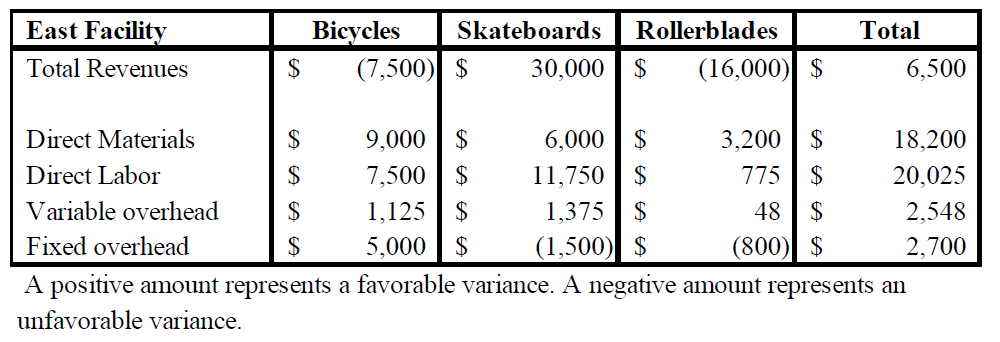 East Facility Bicycles Skateboards Rollerblades Total
Total Revenues $ (7,500) $ 30,000 $ (16,000) $ 6,500
Direct Materials $ 9,000 $ 6,000 $ 3,200 $ 18,200
Direct Labor $ 7,500 $ 11,750 $ 775 $ 20,025
Variable overhead $ 1,125 $ 1,375 $ 48 $ 2,548
Fixed overhead $ 5,000 $ (1,500) $ (800) $ 2,700
A positive amount represents a favorable variance. A negative amount represents an
unfavorable variance.